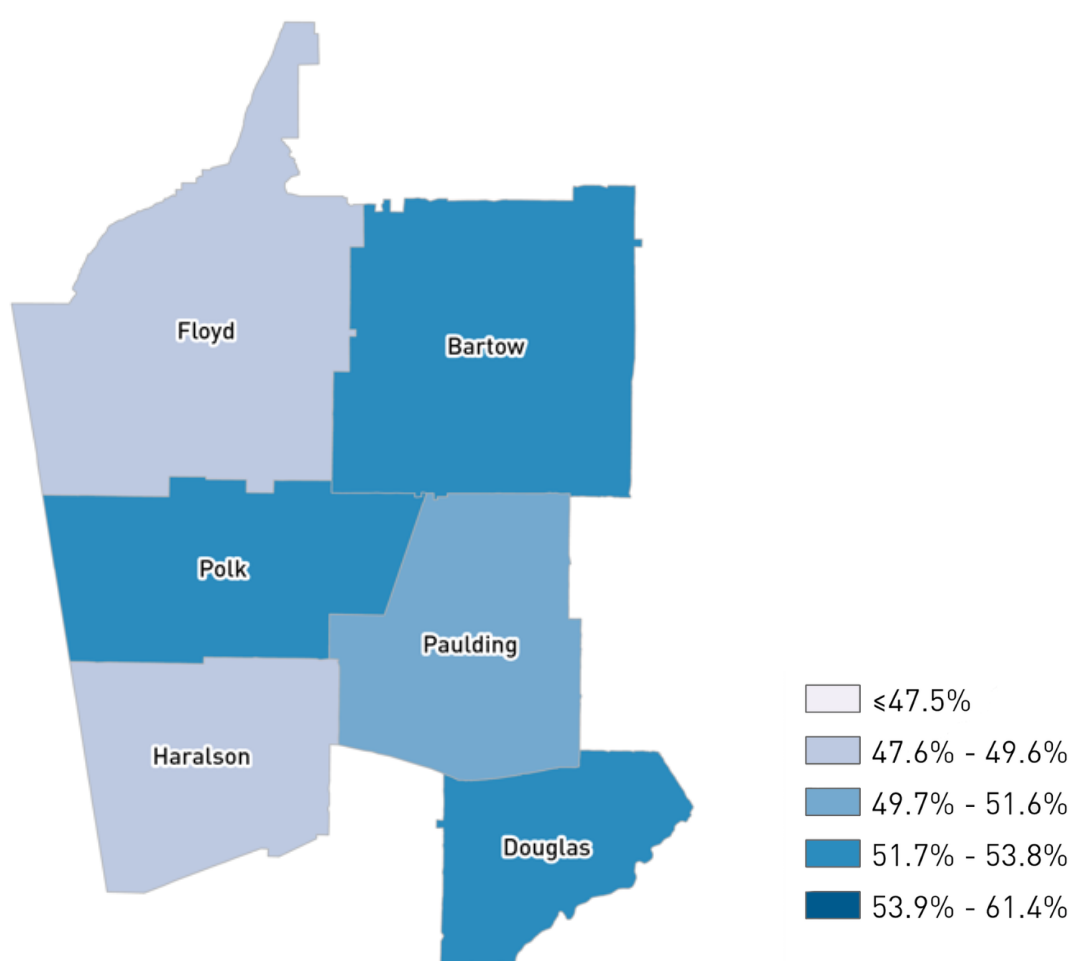 Floyd
Bartow
Polk
Paulding
Haralson
Douglas
≤47.5%
47.6% - 49.6%
49.7% - 51.6%
51.7% - 53.8%
53.9% - 61.4%